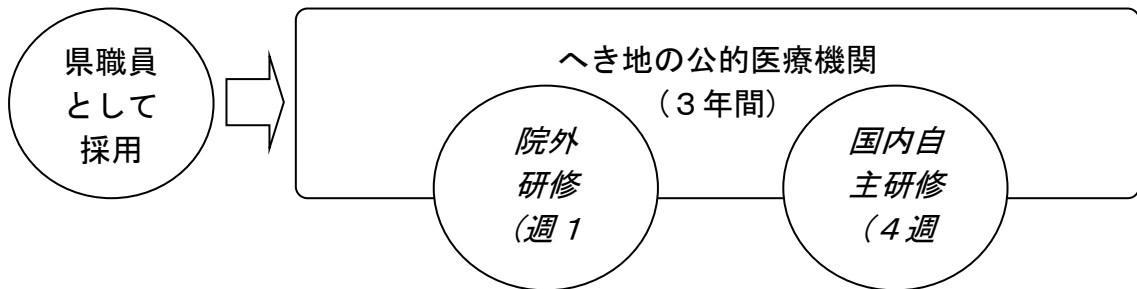 県職員
として
採用
へき地の公的医療機関
（３年間）
院外
研修
（週１
国内自
主研修
（４週